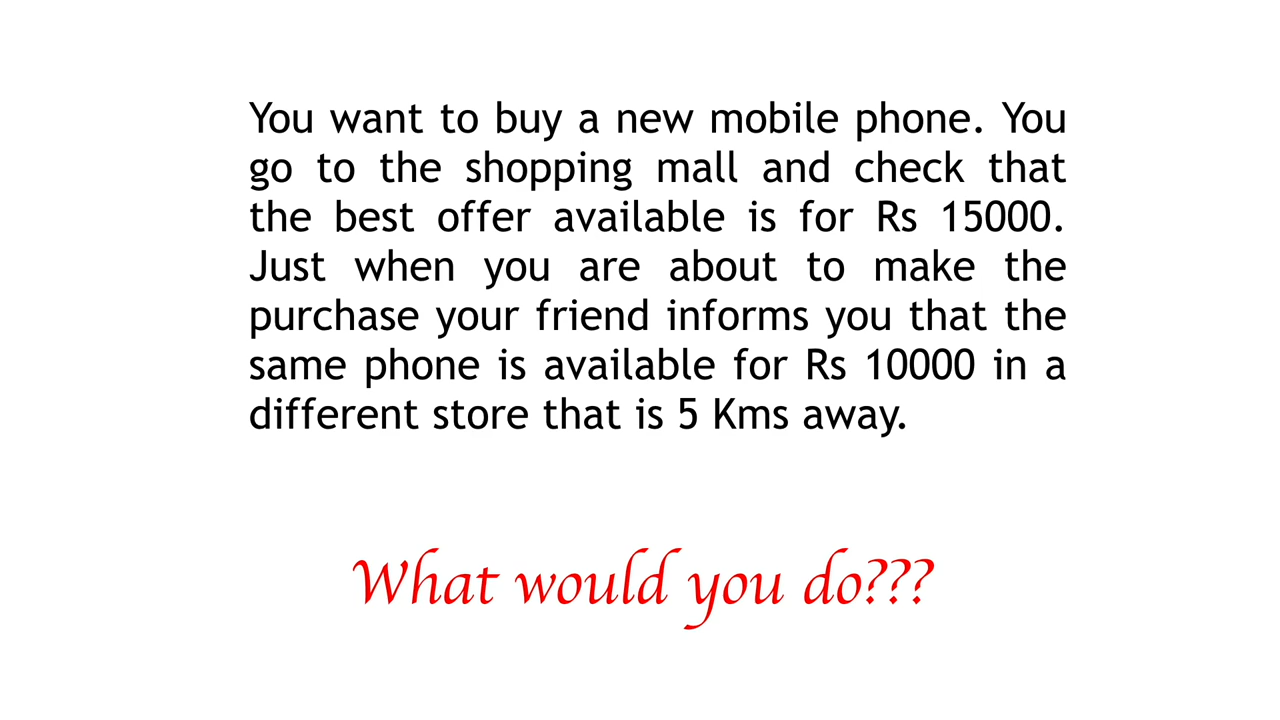 You want to buy a new mobile phone. You
go to the shopping mall and check that
the best offer available is for Rs 15000.
Just when you are about to make the
purchase your friend informs you that the
same phone is available for Rs 10000 in a
different store that is 5 Kms away.
What would you do???